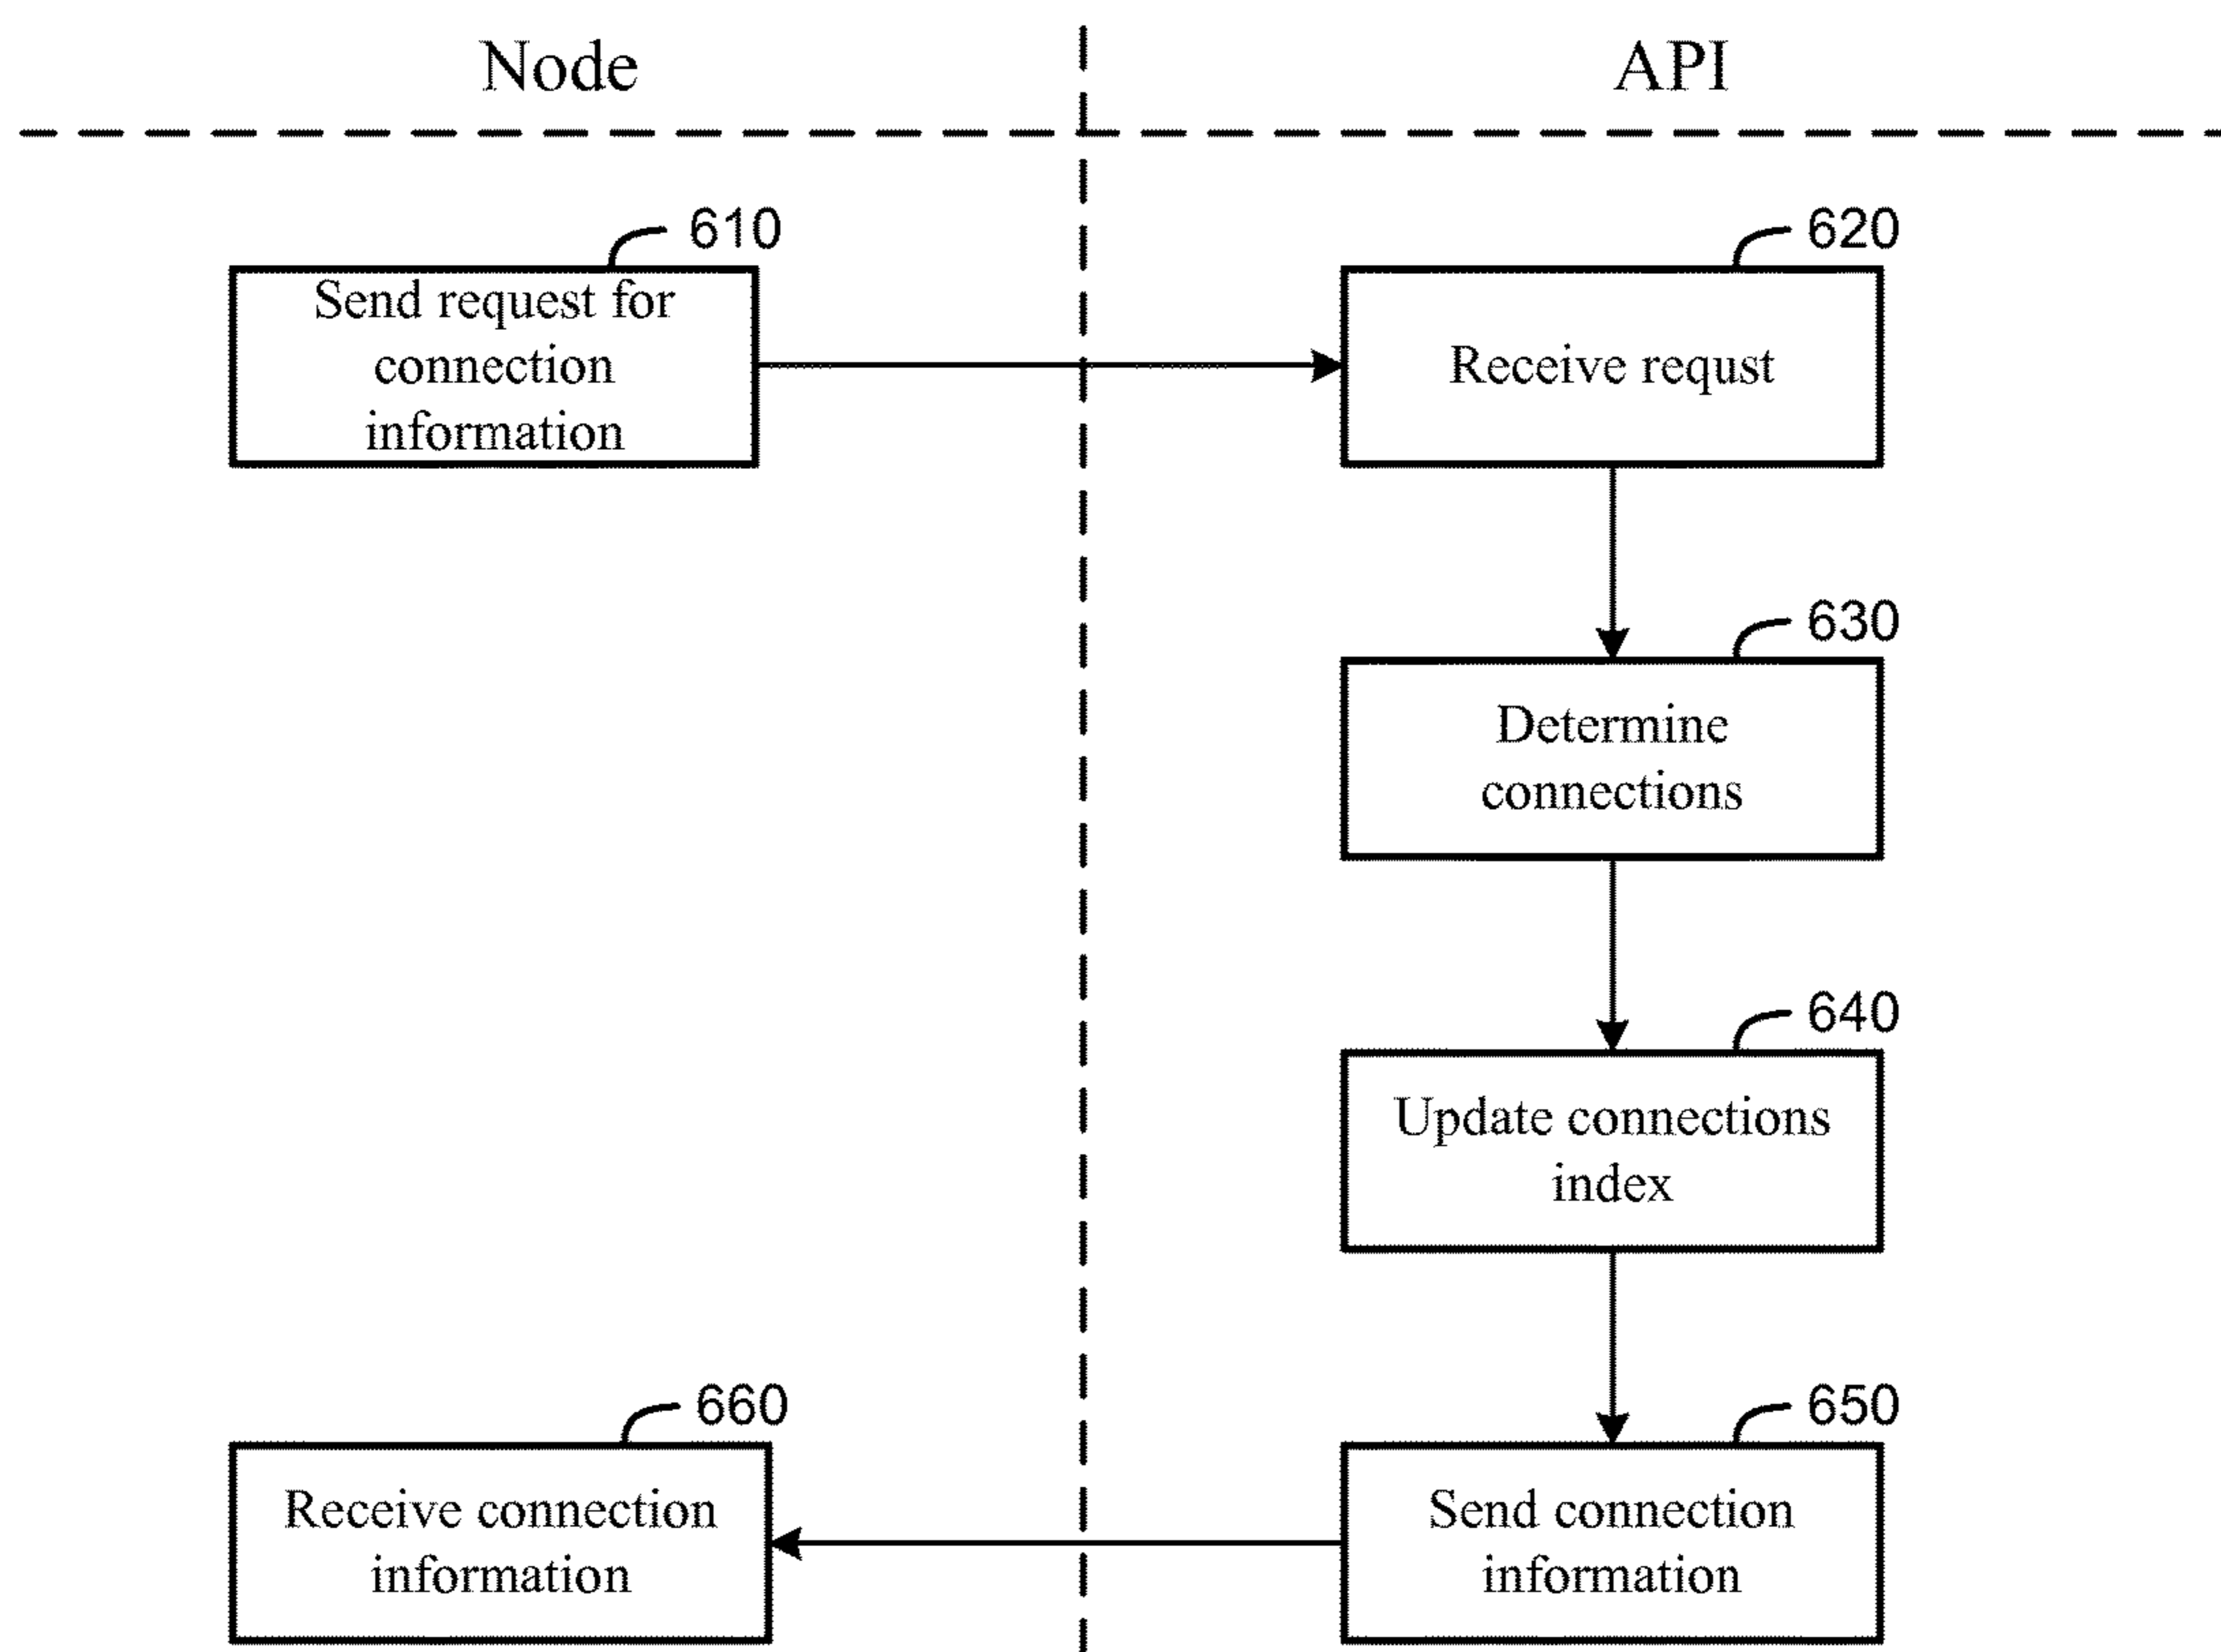 Node
API
610
620
Send request for
connection
information
Receive requst
630
Determine
connections
640
Update connections
index
660
650
Receive connection
information
Send connection
information